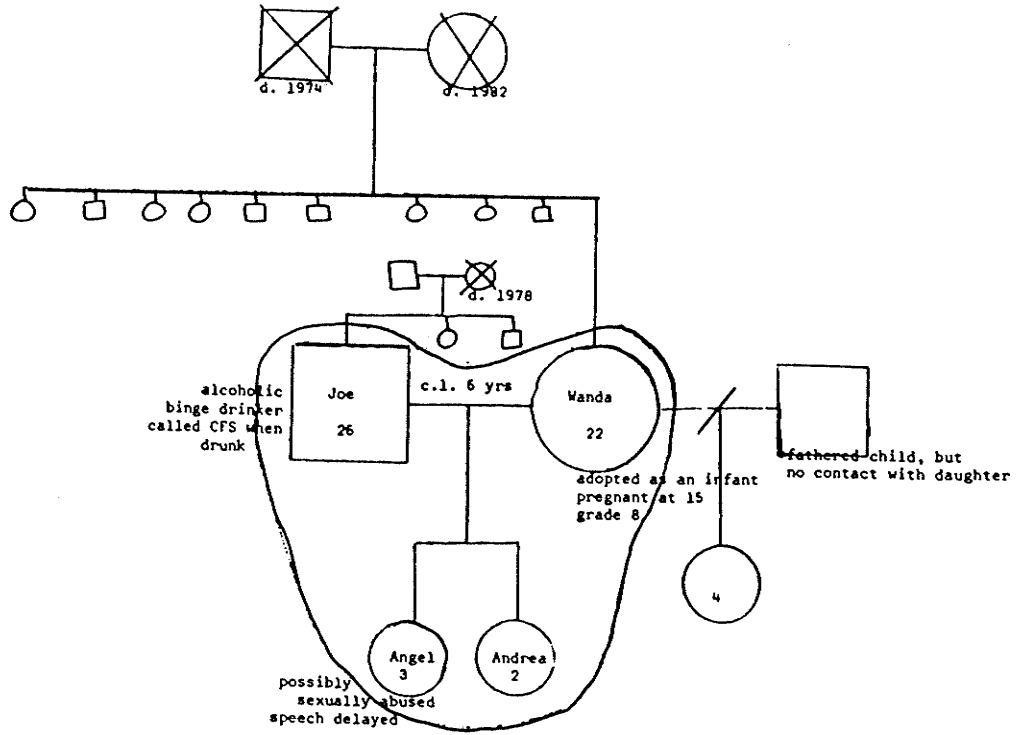 d. 1974
d. 1982
d. 1978
c.l. 6 yrs
Joe
26
alcoholic
binge drinker
called CFS when
drunk
Wanda
22
adopted as an infant
pregnant at 15
grade 8
fathered child, but
no contact with daughter
4
Angel
3
Andrea
2
possibly
sexually abused
speech delayed